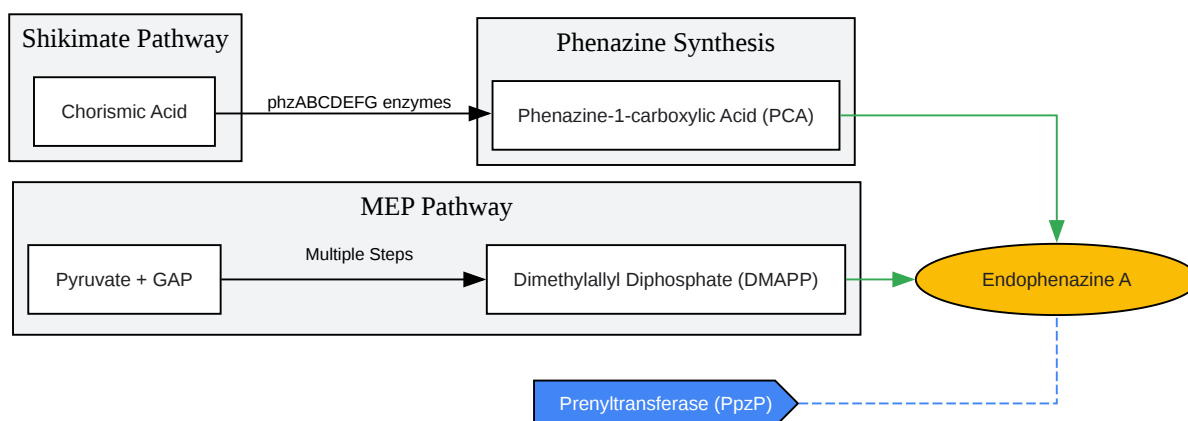 Shikimate Pathway
Phenazine Synthesis
Chorismic Acid
phzABCDEFG enzymes
Phenazine-1-carboxylic Acid (PCA)
MEP Pathway
Pyruvate + GAP
Multiple Steps
Dimethylallyl Diphosphate (DMAPP)
Endophenazine A
Prenyltransferase (PpzP)